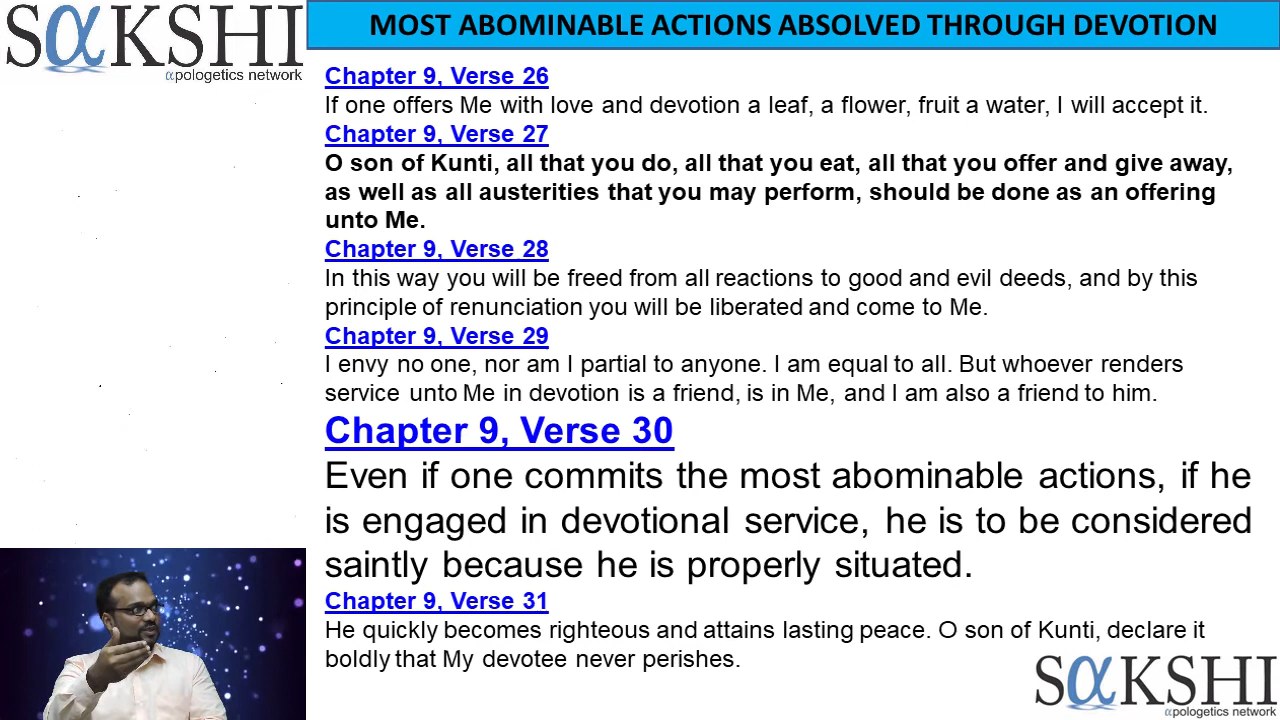 SαKSHI
αpologetics network
MOST ABOMINABLE ACTIONS ABSOLVED THROUGH DEVOTION
Chapter 9, Verse 26
If one offers Me with love and devotion a leaf, a flower, fruit a water, I will accept it.
Chapter 9, Verse 27
O son of Kunti, all that you do, all that you eat, all that you offer and give away,
as well as all austerities that you may perform, should be done as an offering
unto Me.
Chapter 9, Verse 28
In this way you will be freed from all reactions to good and evil deeds, and by this
principle of renunciation you will be liberated and come to Me.
Chapter 9, Verse 29
I envy no one, nor am I partial to anyone. I am equal to all. But whoever renders
service unto Me in devotion is a friend, is in Me, and I am also a friend to him.
Chapter 9, Verse 30
Even if one commits the most abominable actions, if he
is engaged in devotional service, he is to be considered
saintly because he is properly situated.
Chapter 9, Verse 31
He quickly becomes righteous and attains lasting peace. O son of Kunti, declare it
boldly that My devotee never perishes.
SαKSHI
αpologetics network